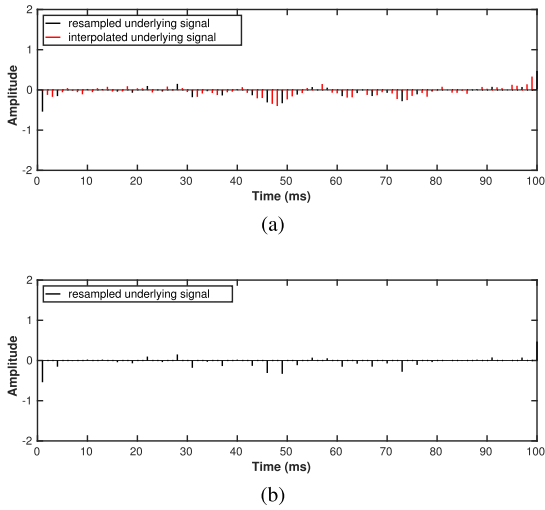 2
resampled underlying signal
interpolated underlying signal
1
0
-1
-2
Amplitude
0 10 20 30 40 50 60 70 80 90 100
Time (ms)
(a)
2
resampled underlying signal
1
0
-1
-2
Amplitude
0 10 20 30 40 50 60 70 80 90 100
Time (ms)
(b)